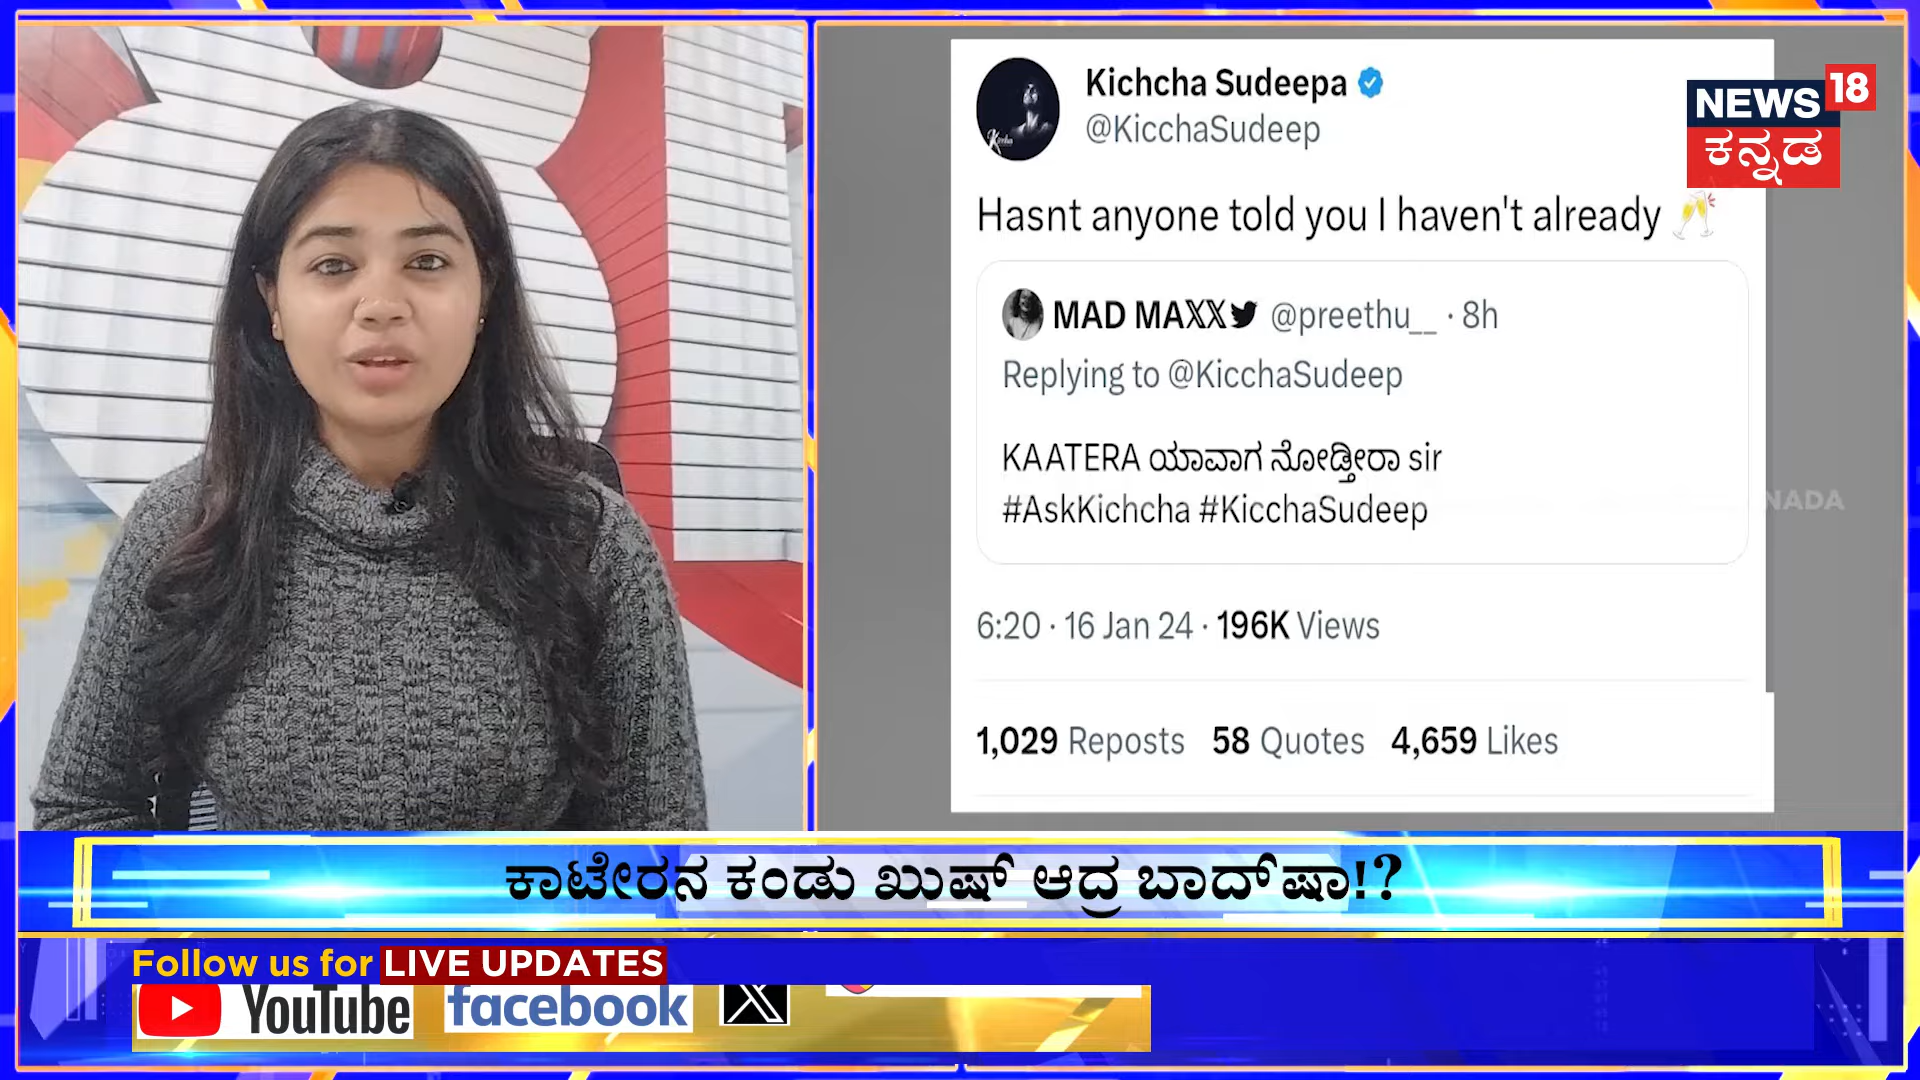 Kichcha Sudeepa
@KicchaSudeep
NEWS 18
ಕನ್ನಡ
Hasnt anyone told you I haven't already 🥂
MAD MAXX @preethu__ · 8h
Replying to @KicchaSudeep
KAATERA ಯಾವಾಗ ನೋಡ್ತೀರಾ sir
#AskKichcha #KicchaSudeep
NADA
6:20 · 16 Jan 24 · 196K Views
1,029 Reposts 58 Quotes 4,659 Likes
ಕಾಟೇರನ ಕಂಡು ಖುಷ್ ಆದ್ರ ಬಾದ್‌ಷಾ!?
Follow us for LIVE UPDATES
YouTube facebook X